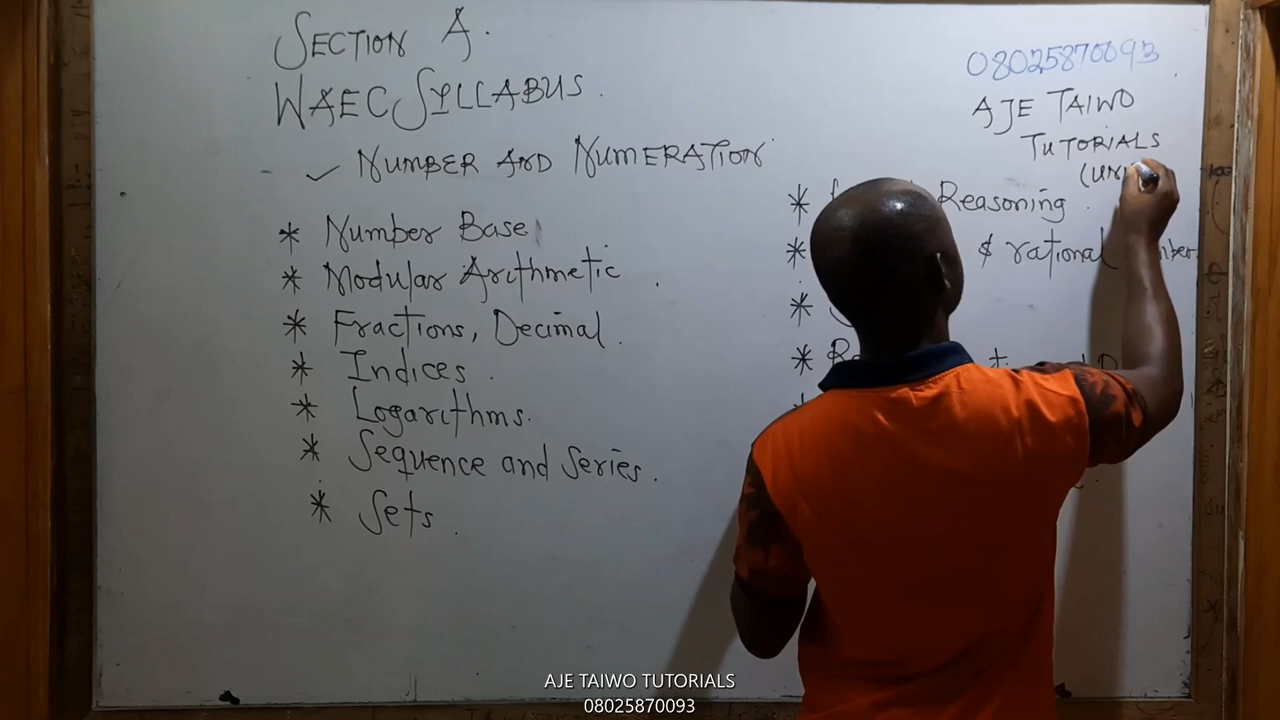 SECTION A.
WAEC SYLLABUS.
✓ NUMBER AND NUMERATION
* Number Base
* Modular Arithmetic
* Fractions, Decimal.
* Indices.
* Logarithms.
* Sequence and Series.
* Sets.
08025870093
AJE TAIWO
TUTORIALS
* Reasoning.
* & rational
*
*
AJE TAIWO TUTORIALS
08025870093